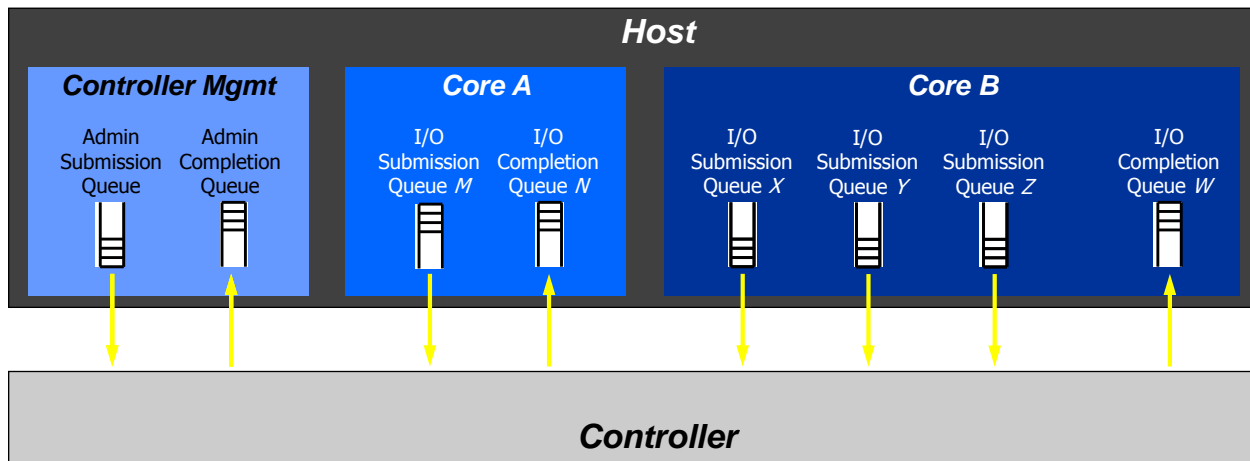 Host
Controller Mgmt
Admin
Submission
Queue
Admin
Completion
Queue
Core A
I/O
Submission
Queue M
I/O
Completion
Queue N
Core B
I/O
Submission
Queue X
I/O
Submission
Queue Y
I/O
Submission
Queue Z
I/O
Completion
Queue W
Controller